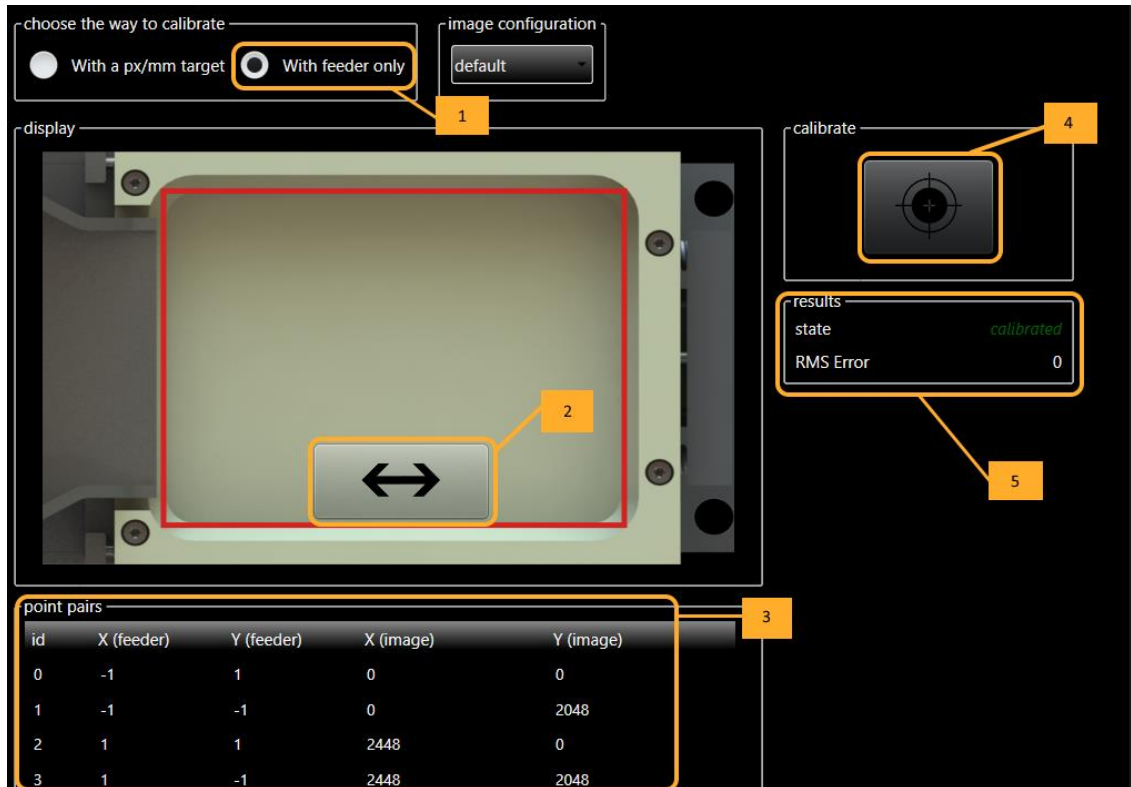 choose the way to calibrate
With a px/mm target
With feeder only
1
image configuration
default
display
2
calibrate
4
results
state calibrated
RMS Error 0
5
point pairs
3
id X (feeder) Y (feeder) X (image) Y (image)
0 -1 1 0 0
1 -1 -1 0 2048
2 1 1 2448 0
3 1 -1 2448 2048